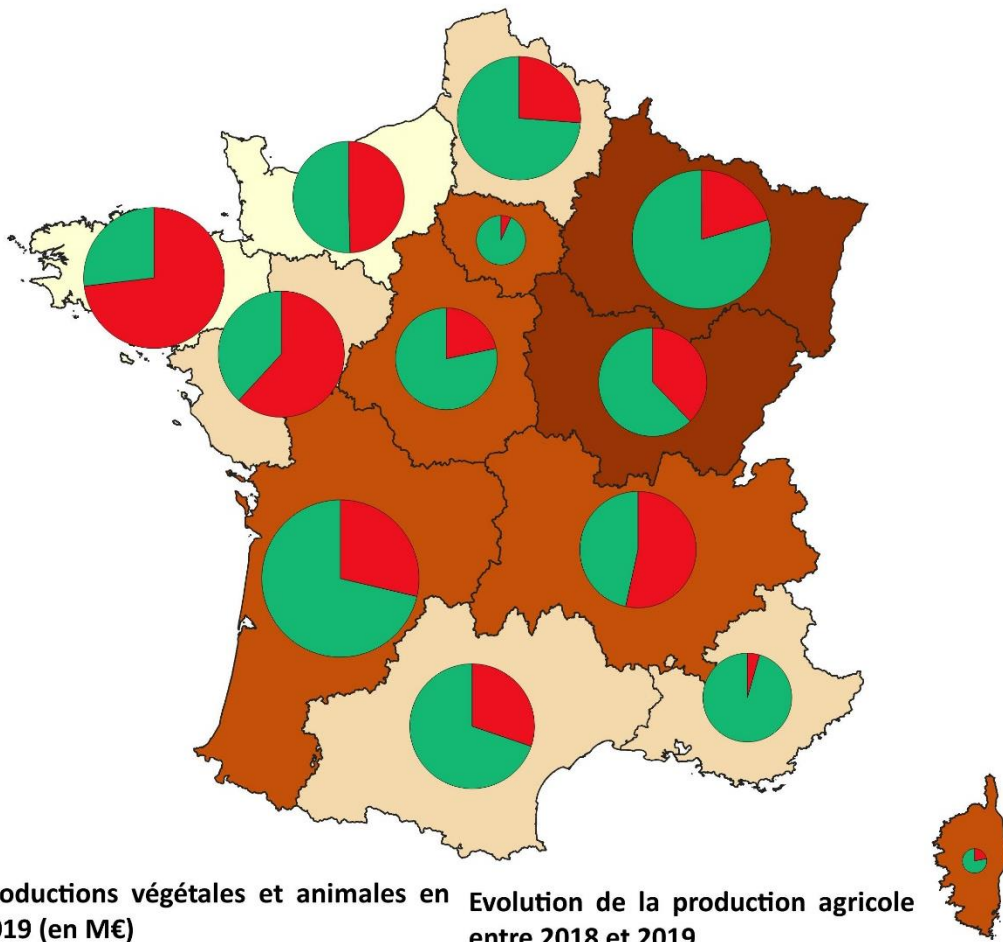 oductions végétales et animales en
019 (en M€)
Evolution de la production agricole
entre 2018 et 2019